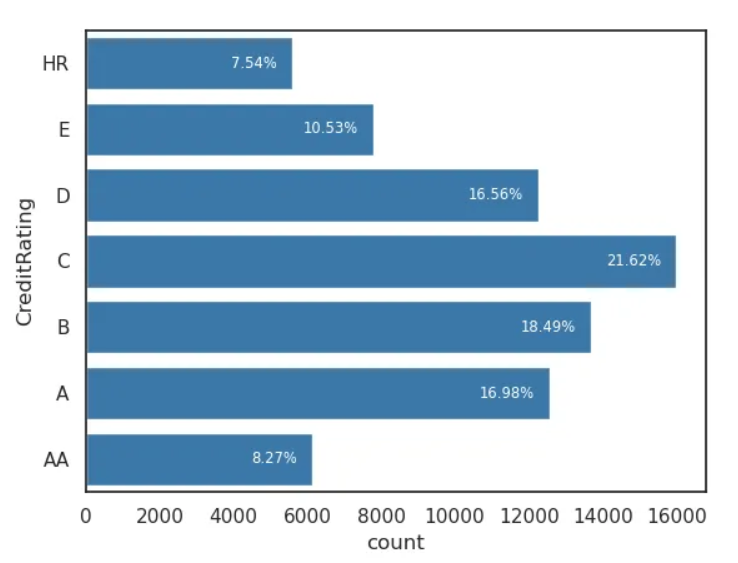 HR
7.54%
E
10.53%
D
16.56%
CreditRating
C
21.62%
B
18.49%
A
16.98%
AA
8.27%
0 2000 4000 6000 8000 10000 12000 14000 16000
count